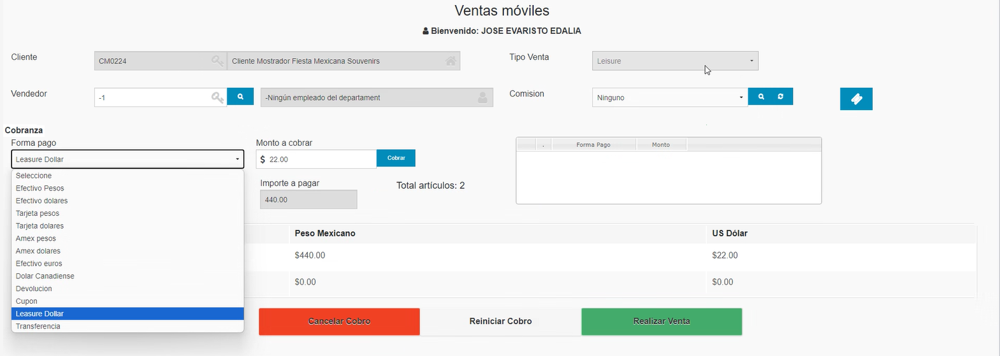 Ventas móviles
Bienvenido: JOSE EVARISTO EDALIA
Cliente
CM0224
Cliente Mostrador Fiesta Mexicana Souvenirs
Tipo Venta
Leisure
Vendedor
-1
-Ningún empleado del department
Comision
Ninguno
Cobranza
Forma pago
Leasure Dollar
Monto a cobrar
$ 22.00
Cobrar
. Forma Pago Monto
Seleccione
Efectivo Pesos
Efectivo dolares
Tarjeta pesos
Tarjeta dolares
Amex pesos
Amex dolares
Efectivo euros
Dolar Canadiense
Devolucion
Cupon
Leasure Dollar
Transferencia
Importe a pagar
440.00
Total artículos: 2
Peso Mexicano US Dólar
$440.00 $22.00
$0.00 $0.00
Cancelar Cobro
Reiniciar Cobro
Realizar Venta